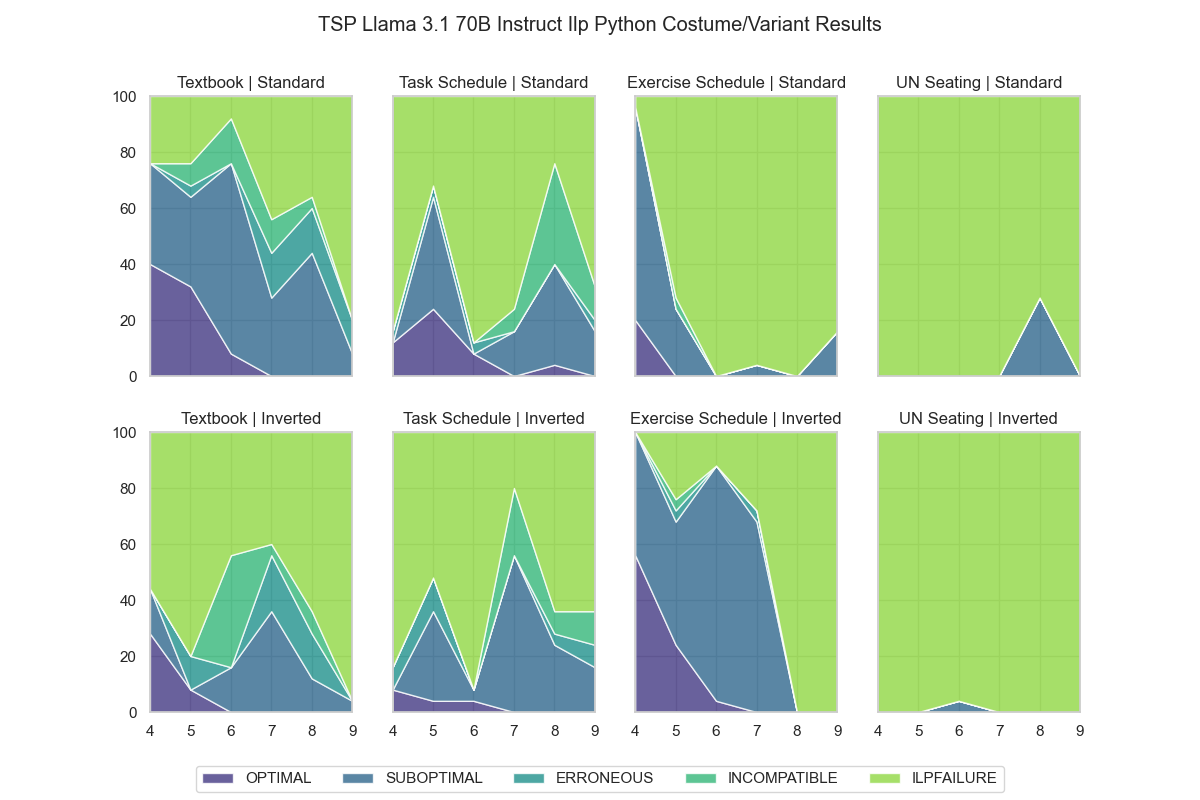 TSP Llama 3.1 70B Instruct Ilp Python Costume/Variant Results
Textbook | Standard
Task Schedule | Standard
Exercise Schedule | Standard
UN Seating | Standard
100
80
60
40
20
0
Textbook | Inverted
Task Schedule | Inverted
Exercise Schedule | Inverted
UN Seating | Inverted
100
80
60
40
20
0
4 5 6 7 8 9
4 5 6 7 8 9
4 5 6 7 8 9
4 5 6 7 8 9
OPTIMAL SUBOPTIMAL ERRONEOUS INCOMPATIBLE ILPFAILURE